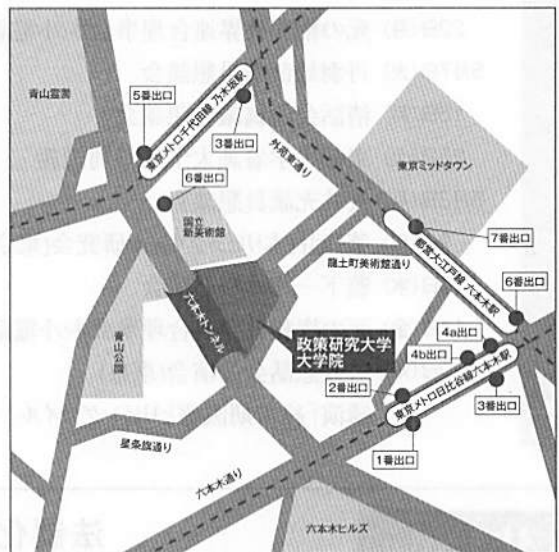 青山霊園
5番出口
東京メトロ千代田線 乃木坂駅
3番出口
6番出口
外苑東通り
東京ミッドタウン
国立
新美術館
7番出口
都営大江戸線 六本木駅
龍土町美術館通り
6番出口
六本木トンネル
政策研究大学
大学院
青山公園
4a出口
4b出口
2番出口
東京メトロ日比谷線六本木駅
3番出口
1番出口
星条旗通り
六本木通り
六本木ヒルズ